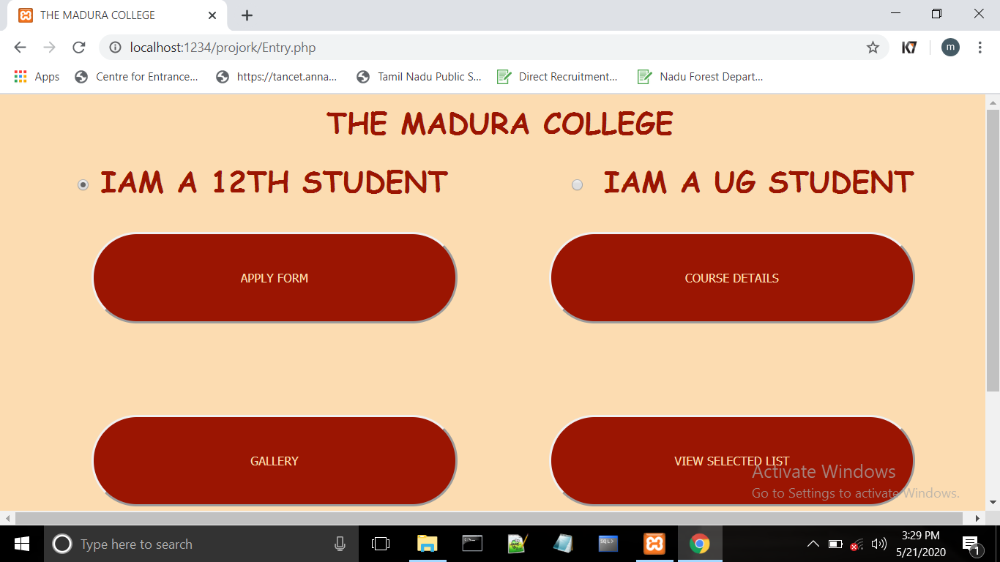 THE MADURA COLLEGE
localhost:1234/projork/Entry.php
K7
m
Apps
Centre for Entrance...
https://tancet.anna...
Tamil Nadu Public S...
Direct Recruitment...
Nadu Forest Depart...
THE MADURA COLLEGE
IAM A 12TH STUDENT
IAM A UG STUDENT
APPLY FORM
COURSE DETAILS
GALLERY
VIEW SELECTED LIST
Activate Windows
Go to Settings to activate Windows.
Type here to search
SQL>
3:29 PM
5/21/2020
1